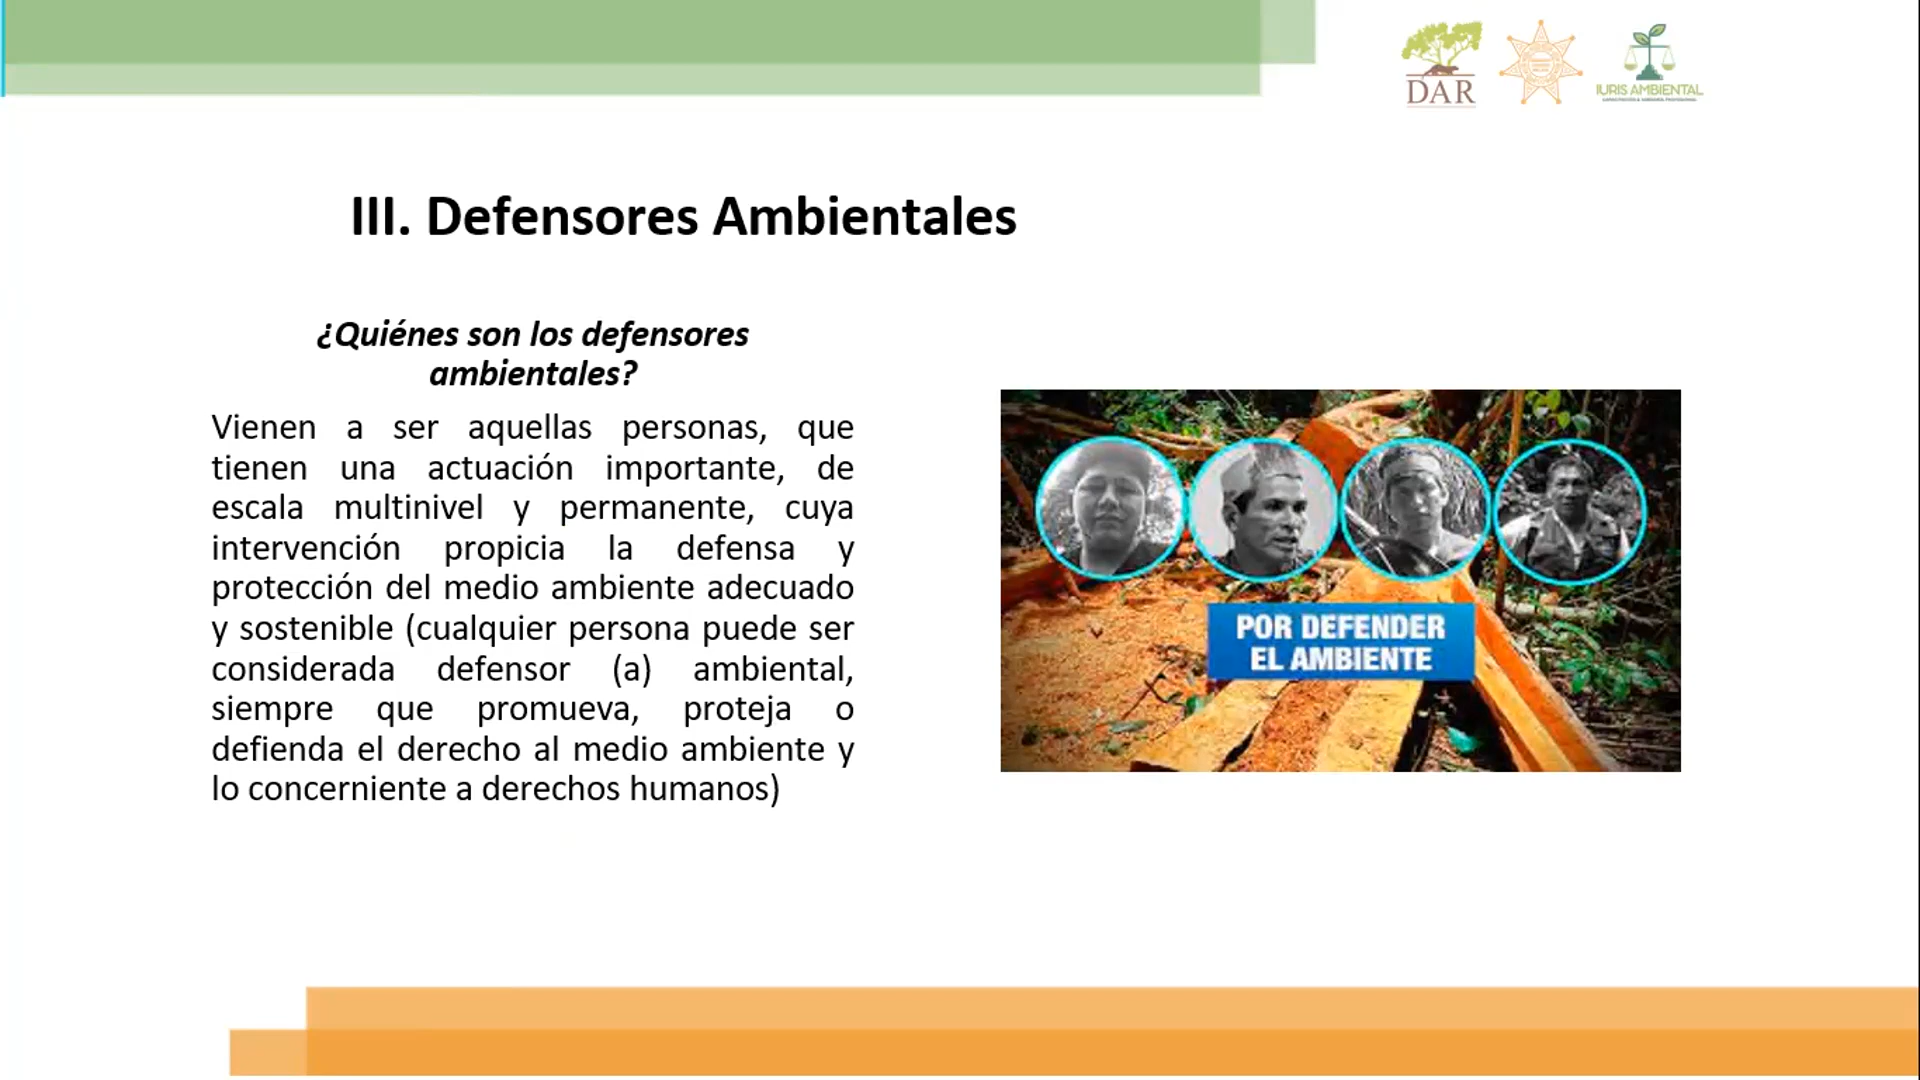 DAR
IURIS AMBIENTAL
III. Defensores Ambientales
¿Quiénes son los defensores
ambientales?
Vienen a ser aquellas personas, que
tienen una actuación importante, de
escala multinivel y permanente, cuya
intervención propicia la defensa y
protección del medio ambiente adecuado
y sostenible (cualquier persona puede ser
considerada defensor (a) ambiental,
siempre que promueva, proteja o
defienda el derecho al medio ambiente y
lo concerniente a derechos humanos)
POR DEFENDER
EL AMBIENTE